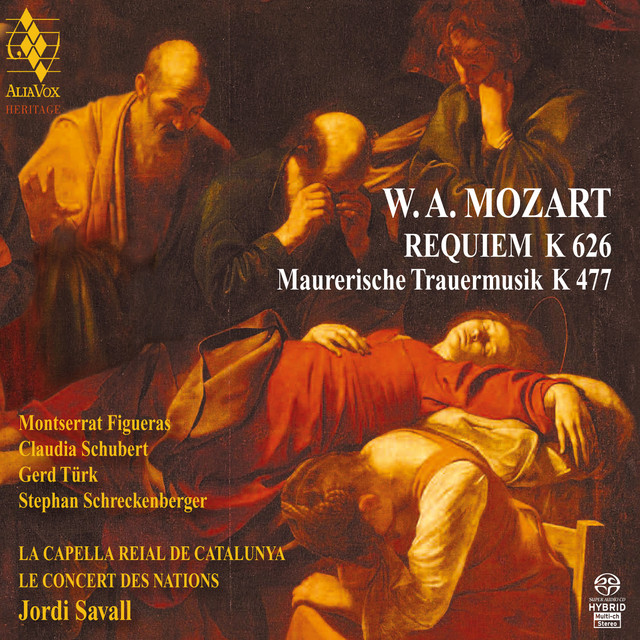 ALIAVOX
HERITAGE
W. A. MOZART
REQUIEM K 626
Maurerische Trauermusik K 477
Montserrat Figueras
Claudia Schubert
Gerd Türk
Stephan Schreckenberger
LA CAPELLA REIAL DE CATALUNYA
LE CONCERT DES NATIONS
Jordi Savall
SUPER AUDIO CD
HYBRID
Multi-ch
Stereo